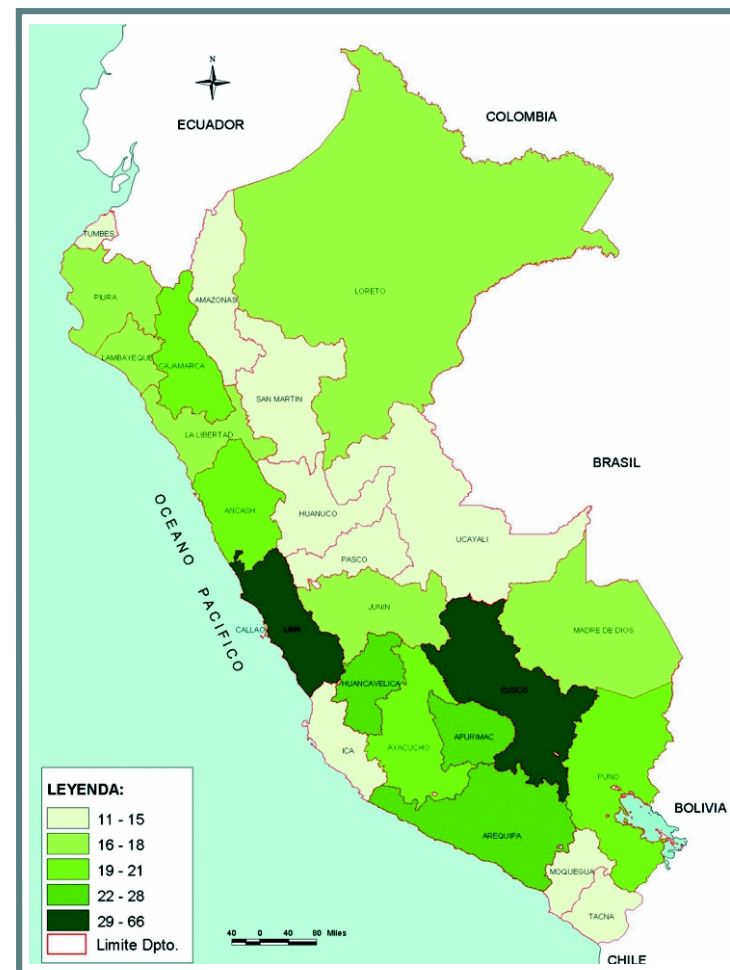 N
ECUADOR
COLOMBIA
TUMBES
PIURA
AMAZONAS
LORETO
LAMBAYEQUE
CAJAMARCA
SAN MARTIN
LA LIBERTAD
BRASIL
ANCASH
HUANUCO
UCAYALI
PASCO
OCEANO PACIFICO
JUNIN
CALLAO
LIMA
MADRE DE DIOS
HUANCAVELICA
CUSCO
ICA
AYACUCHO
APURIMAC
PUNO
BOLIVIA
AREQUIPA
MOQUEGUA
TACNA
CHILE
LEYENDA:
11 - 15
16 - 18
19 - 21
22 - 28
29 - 66
Limite Dpto.
40 0 40 80 Miles